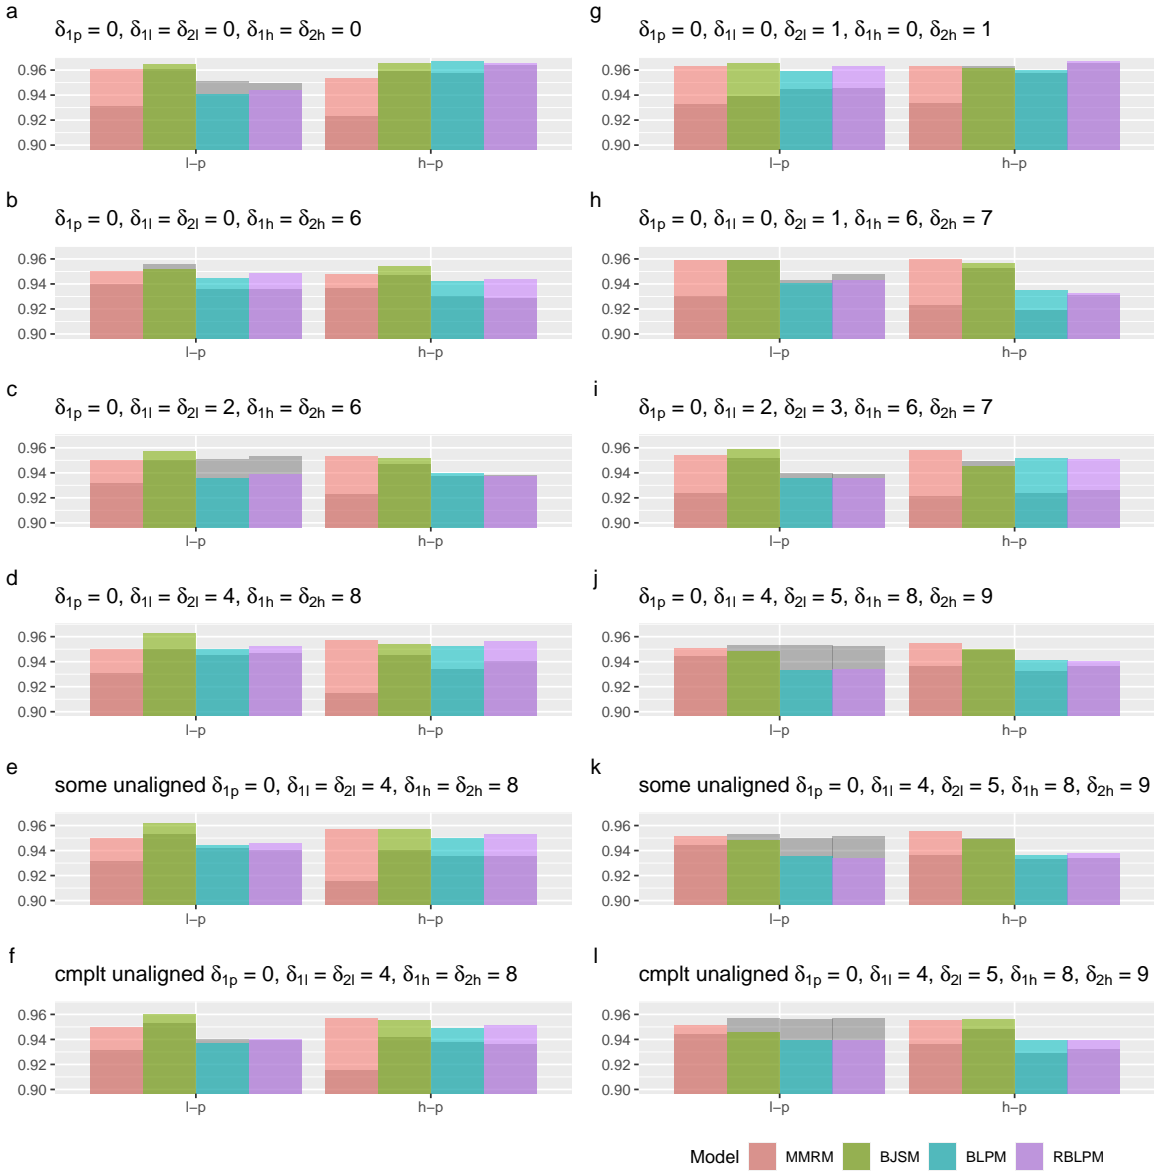 a
δ1p = 0, δ1l = δ2l = 0, δ1h = δ2h = 0
0.96
0.94
0.92
0.90
l−p
h−p
b
δ1p = 0, δ1l = δ2l = 0, δ1h = δ2h = 6
0.96
0.94
0.92
0.90
l−p
h−p
c
δ1p = 0, δ1l = δ2l = 2, δ1h = δ2h = 6
0.96
0.94
0.92
0.90
l−p
h−p
d
δ1p = 0, δ1l = δ2l = 4, δ1h = δ2h = 8
0.96
0.94
0.92
0.90
l−p
h−p
e
some unaligned δ1p = 0, δ1l = δ2l = 4, δ1h = δ2h = 8
0.96
0.94
0.92
0.90
l−p
h−p
f
cmplt unaligned δ1p = 0, δ1l = δ2l = 4, δ1h = δ2h = 8
0.96
0.94
0.92
0.90
l−p
h−p
g
δ1p = 0, δ1l = 0, δ2l = 1, δ1h = 0, δ2h = 1
0.96
0.94
0.92
0.90
l−p
h−p
h
δ1p = 0, δ1l = 0, δ2l = 1, δ1h = 6, δ2h = 7
0.96
0.94
0.92
0.90
l−p
h−p
i
δ1p = 0, δ1l = 2, δ2l = 3, δ1h = 6, δ2h = 7
0.96
0.94
0.92
0.90
l−p
h−p
j
δ1p = 0, δ1l = 4, δ2l = 5, δ1h = 8, δ2h = 9
0.96
0.94
0.92
0.90
l−p
h−p
k
some unaligned δ1p = 0, δ1l = 4, δ2l = 5, δ1h = 8, δ2h = 9
0.96
0.94
0.92
0.90
l−p
h−p
l
cmplt unaligned δ1p = 0, δ1l = 4, δ2l = 5, δ1h = 8, δ2h = 9
0.96
0.94
0.92
0.90
l−p
h−p
Model MMRM BJSM BLPM RBLPM